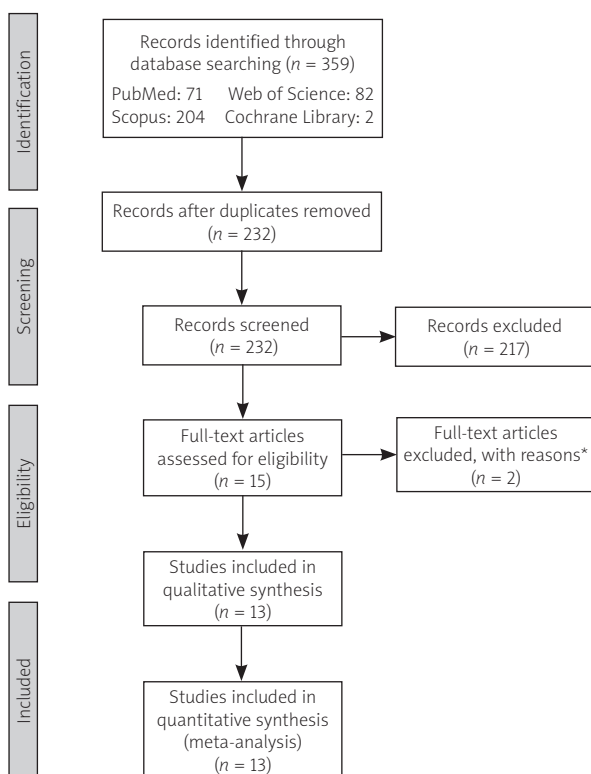 Identification
Records identified through
database searching (n = 359)
PubMed: 71 Web of Science: 82
Scopus: 204 Cochrane Library: 2
Screening
Records after duplicates removed
(n = 232)
Records screened
(n = 232)
Records excluded
(n = 217)
Eligibility
Full-text articles
assessed for eligibility
(n = 15)
Full-text articles
excluded, with reasons*
(n = 2)
Studies included in
qualitative synthesis
(n = 13)
Included
Studies included in
quantitative synthesis
(meta-analysis)
(n = 13)